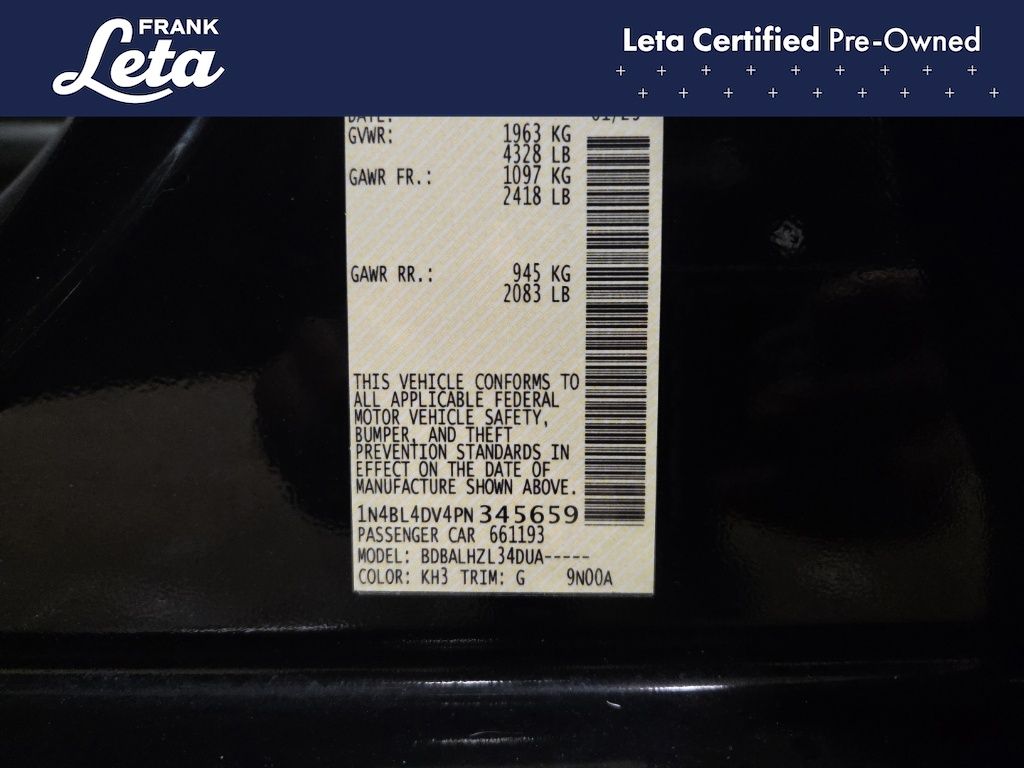 FRANK
Leta
Leta Certified Pre-Owned
DATE: 01/23
GVWR: 1963 KG
4328 LB
GAWR FR.: 1097 KG
2418 LB
GAWR RR.: 945 KG
2083 LB
THIS VEHICLE CONFORMS TO
ALL APPLICABLE FEDERAL
MOTOR VEHICLE SAFETY,
BUMPER, AND THEFT
PREVENTION STANDARDS IN
EFFECT ON THE DATE OF
MANUFACTURE SHOWN ABOVE.
1N4BL4DV4PN345659
PASSENGER CAR 661193
MODEL: BDBALHZL34DUA-----
COLOR: KH3 TRIM: G 9N00A